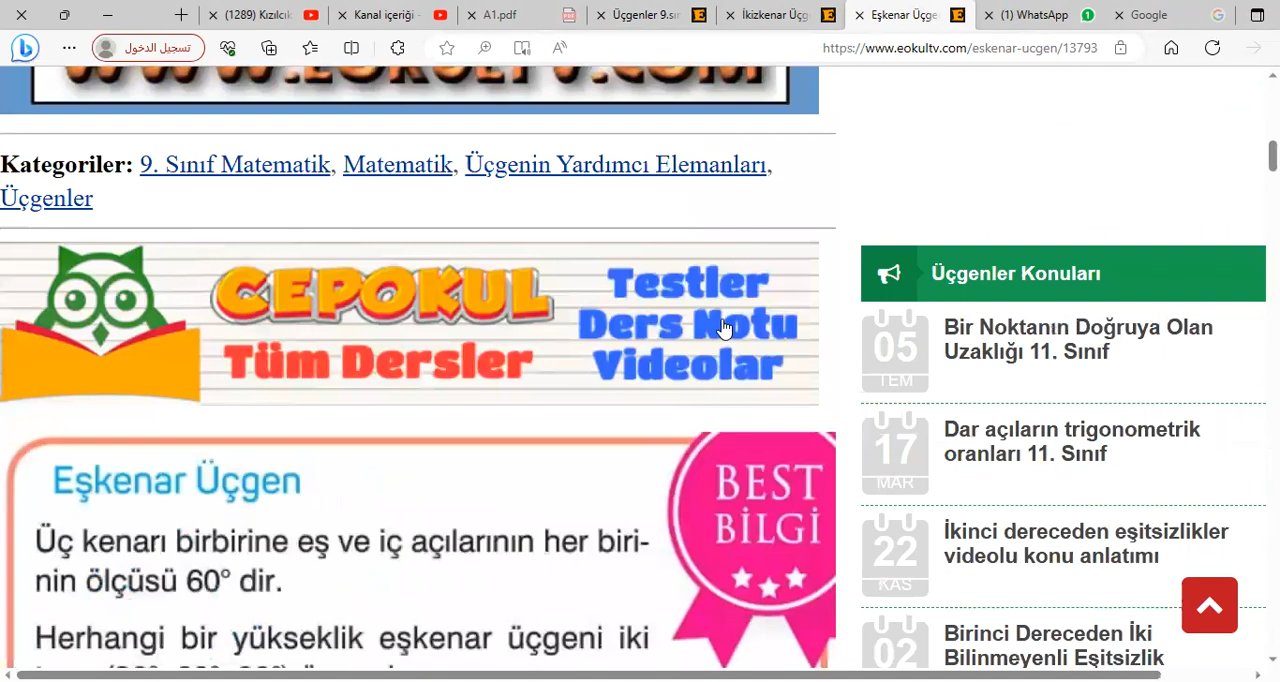 (1289) Kızılcık
Kanal içeriği -
A1.pdf
Üçgenler 9.sın
İkizkenar Üçg
Eşkenar Üçge
(1) WhatsApp
Google
تسجيل الدخول
https://www.eokultv.com/eskenar-ucgen/13793
WWW.EOKULTV.COM
Kategoriler: 9. Sınıf Matematik, Matematik, Üçgenin Yardımcı Elemanları,
Üçgenler
CEPOKUL
Tüm Dersler
Testler
Ders Notu
Videolar
Eşkenar Üçgen
Üç kenarı birbirine eş ve iç açılarının her biri-
nin ölçüsü 60° dir.
Herhangi bir yükseklik eşkenar üçgeni iki
BEST
BİLGİ
Üçgenler Konuları
05
TEM
Bir Noktanın Doğruya Olan
Uzaklığı 11. Sınıf
17
MAR
Dar açıların trigonometrik
oranları 11. Sınıf
22
KAS
İkinci dereceden eşitsizlikler
videolu konu anlatımı
02
Birinci Dereceden İki
Bilinmeyenli Eşitsizlik